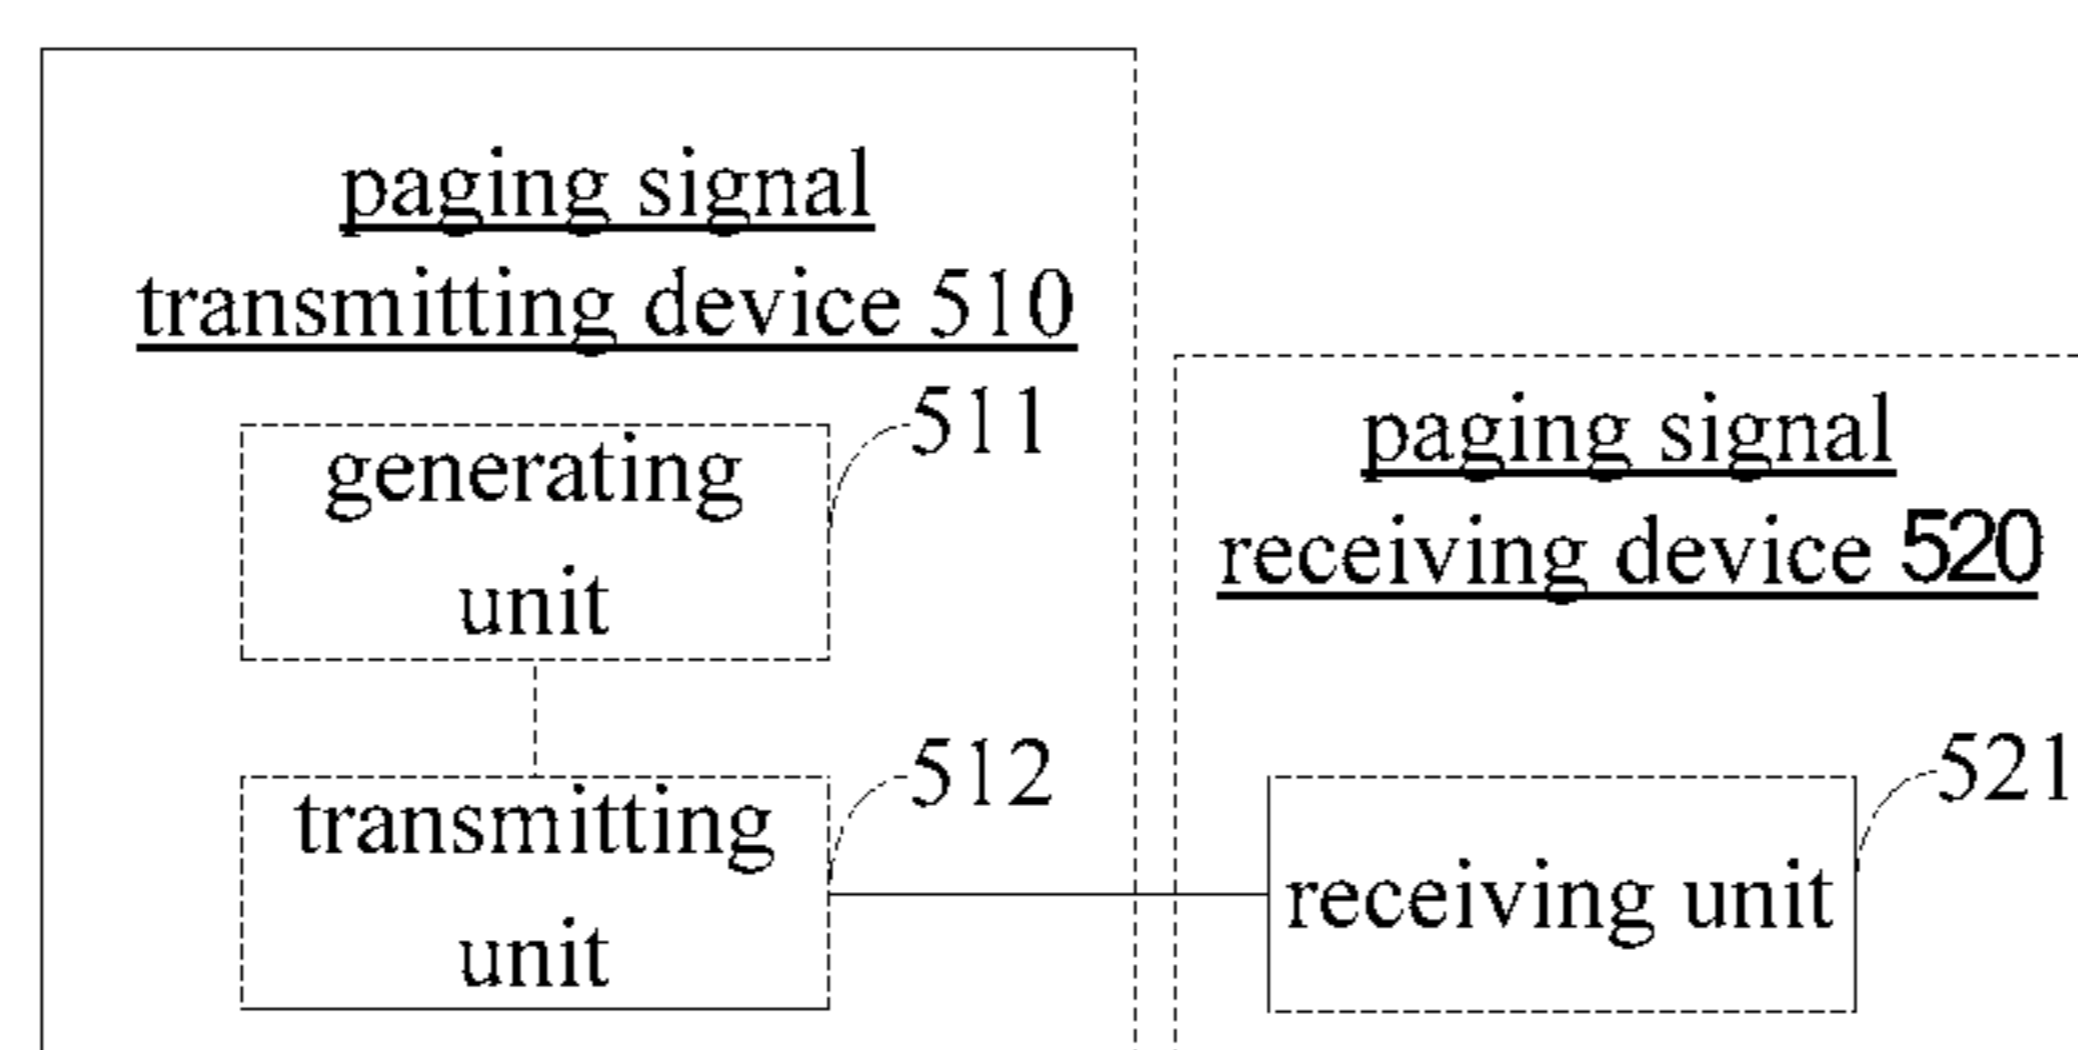 paging signal
transmitting device 510
511
generating
unit
512
transmitting
unit
paging signal
receiving device 520
521
receiving unit